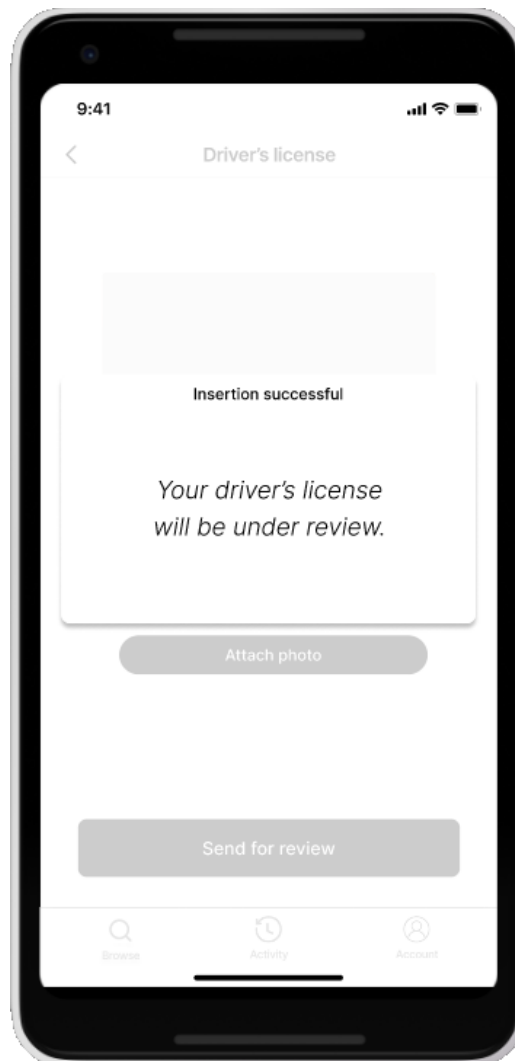 9:41
Driver's license
Insertion successful
Your driver's license
will be under review.
Attach photo
Send for review
Browse
Activity
Account